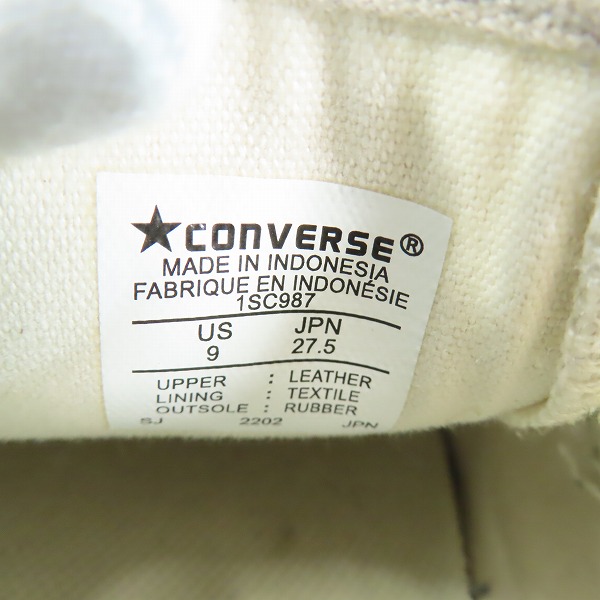 ★CONVERSE®
MADE IN INDONESIA
FABRIQUE EN INDONÉSIE
1SC987
US JPN
9 27.5
UPPER : LEATHER
LINING : TEXTILE
OUTSOLE : RUBBER
SJ 2202 JPN